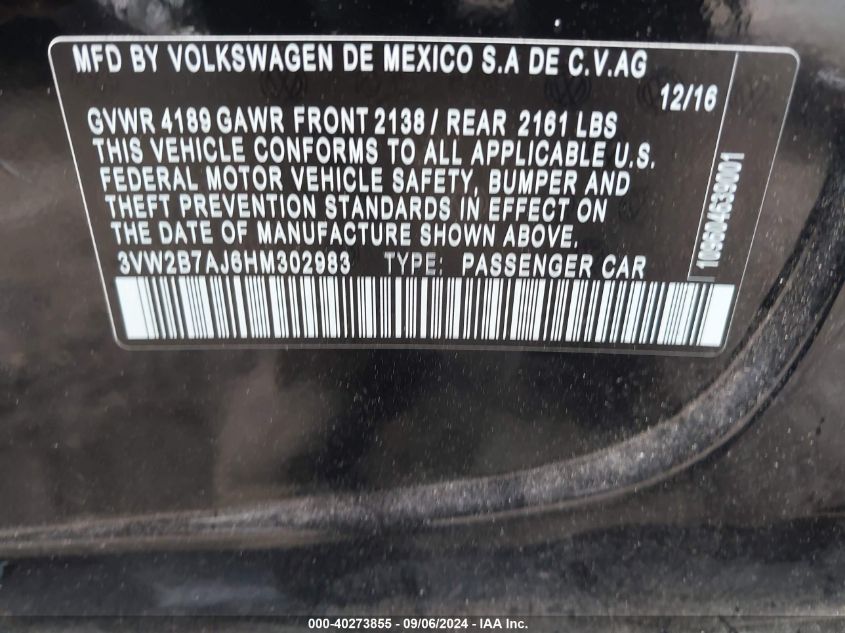 MFD BY VOLKSWAGEN DE MEXICO S.A DE C.V.AG
12/16
GVWR 4189 GAWR FRONT 2138 / REAR 2161 LBS
THIS VEHICLE CONFORMS TO ALL APPLICABLE U.S.
FEDERAL MOTOR VEHICLE SAFETY, BUMPER AND
THEFT PREVENTION STANDARDS IN EFFECT ON
THE DATE OF MANUFACTURE SHOWN ABOVE.
3VW2B7AJ6HM302983 TYPE: PASSENGER CAR
000-40273855 - 09/06/2024 - IAA Inc.